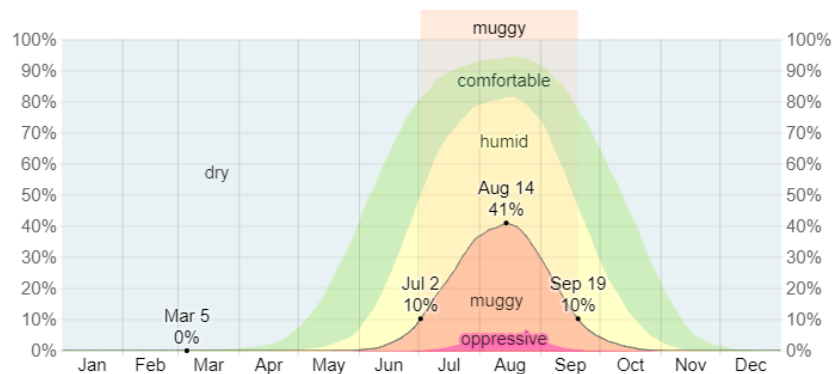 muggy
100%
100%
90%
90%
comfortable
80%
80%
70%
70%
humid
60%
60%
dry
50%
50%
Aug 14
41%
40%
40%
30%
30%
Jul 2
10%
Sep 19
10%
20%
20%
muggy
Mar 5
0%
10%
10%
oppressive
0%
0%
Jan Feb Mar Apr May Jun Jul Aug Sep Oct Nov Dec